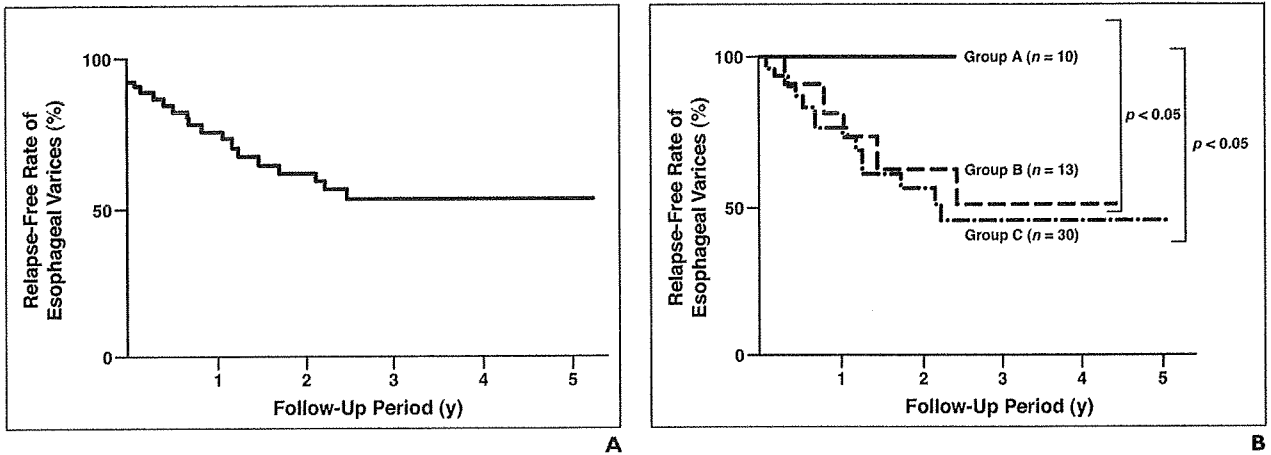 100
50
0
1 2 3 4 5
Relapse-Free Rate of
Esophageal Varices (%)
Follow-Up Period (y)
A
100
50
0
1 2 3 4 5
Relapse-Free Rate of
Esophageal Varices (%)
Follow-Up Period (y)
Group A (n = 10)
Group B (n = 13)
Group C (n = 30)
p < 0.05
p < 0.05
B